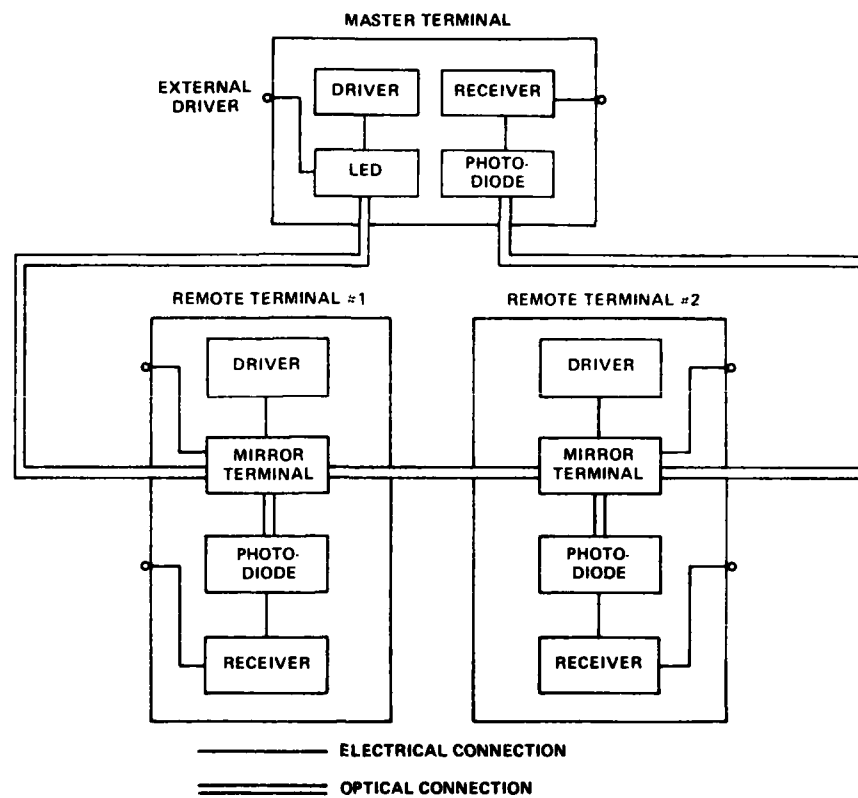 MASTER TERMINAL
EXTERNAL
DRIVER
DRIVER
RECEIVER
LED
PHOTO-
DIODE
REMOTE TERMINAL #1
REMOTE TERMINAL #2
DRIVER
DRIVER
MIRROR
TERMINAL
MIRROR
TERMINAL
PHOTO-
DIODE
PHOTO-
DIODE
RECEIVER
RECEIVER
ELECTRICAL CONNECTION
OPTICAL CONNECTION